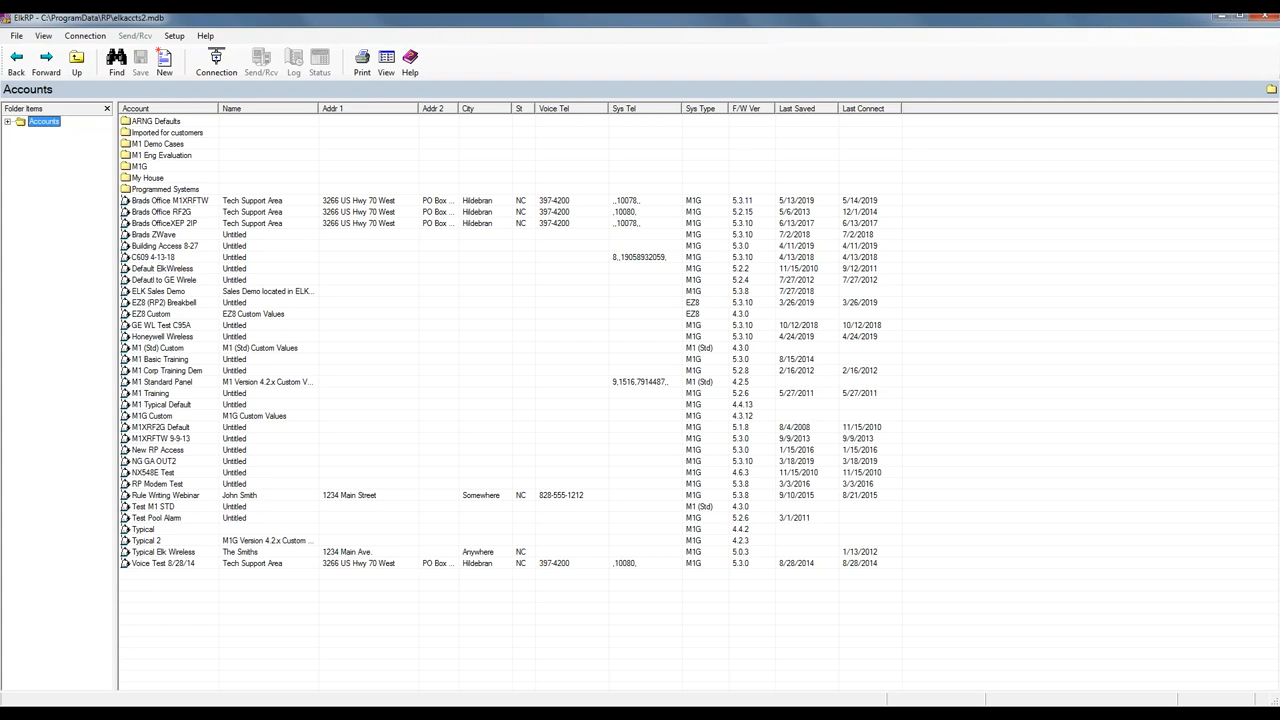 ElkRP - C:\ProgramData\RP\elkaccts2.mdb
File View Connection Send/Rcv Setup Help
Back Forward Up Find Save New Connection Send/Rcv Log Status Print View Help
Accounts
Folder Items
Accounts
Account Name Addr 1 Addr 2 City St Voice Tel Sys Tel Sys Type F/W Ver Last Saved Last Connect
ARNG Defaults
Imported for customers
M1 Demo Cases
M1 Eng Evaluation
M1G
My House
Programmed Systems
Brads Office M1XRFTW Tech Support Area 3266 US Hwy 70 West PO Box ... Hildebran NC 397-4200 ,,10078,, M1G 5.3.11 5/13/2019 5/14/2019
Brads Office RF2G Tech Support Area 3266 US Hwy 70 West PO Box ... Hildebran NC 397-4200 ,10080, M1G 5.2.15 5/6/2013 12/1/2014
Brads OfficeXEP 2IP Tech Support Area 3266 US Hwy 70 West PO Box ... Hildebran NC 397-4200 ,,10078,, M1G 5.3.10 6/13/2017 6/13/2017
Brads ZWave Untitled M1G 5.3.10 7/2/2018 7/2/2018
Building Access 8-27 Untitled M1G 5.3.0 4/11/2019 4/11/2019
C609 4-13-18 Untitled 8,,19058932059, M1G 5.3.10 4/13/2018 4/13/2018
Default ElkWireless Untitled M1G 5.2.2 11/15/2010 9/12/2011
Defautl to GE Wirele Untitled M1G 5.2.4 7/27/2012 7/27/2012
ELK Sales Demo Sales Demo located in ELK... M1G 5.3.8 7/27/2018
EZ8 (RP2) Breakbell Untitled EZ8 5.3.10 3/26/2019 3/26/2019
EZ8 Custom EZ8 Custom Values EZ8 4.3.0
GE WL Test C95A Untitled M1G 5.3.10 10/12/2018 10/12/2018
Honeywell Wireless Untitled M1G 5.3.10 4/24/2019 4/24/2019
M1 (Std) Custom M1 (Std) Custom Values M1 (Std) 4.3.0
M1 Basic Training Untitled M1G 5.3.0 8/15/2014
M1 Corp Training Dem Untitled M1G 5.2.8 2/16/2012 2/16/2012
M1 Standard Panel M1 Version 4.2.x Custom V... 9,1516,7914487,, M1 (Std) 4.2.5
M1 Training Untitled M1G 5.2.6 5/27/2011 5/27/2011
M1 Typical Default Untitled M1G 4.4.13
M1G Custom M1G Custom Values M1G 4.3.12
M1XRF2G Default Untitled M1G 5.1.8 8/4/2008 11/15/2010
M1XRFTW 9-9-13 Untitled M1G 5.3.0 9/9/2013 9/9/2013
New RP Access Untitled M1G 5.3.0 1/15/2016 1/15/2016
NG GA OUT2 Untitled M1G 5.3.10 3/18/2019 3/18/2019
NX548E Test Untitled M1G 4.6.3 11/15/2010 11/15/2010
RP Modem Test Untitled M1G 5.3.8 3/3/2016 3/3/2016
Rule Writing Webinar John Smith 1234 Main Street Somewhere NC 828-555-1212 M1G 5.3.8 9/10/2015 8/21/2015
Test M1 STD Untitled M1 (Std) 4.3.0
Test Pool Alarm Untitled M1G 5.2.6 3/1/2011
Typical M1G 4.4.2
Typical 2 M1G Version 4.2.x Custom ... M1G 4.2.3
Typical Elk Wireless The Smiths 1234 Main Ave. Anywhere NC M1G 5.0.3 1/13/2012
Voice Test 8/28/14 Tech Support Area 3266 US Hwy 70 West PO Box ... Hildebran NC 397-4200 ,10080, M1G 5.3.0 8/28/2014 8/28/2014